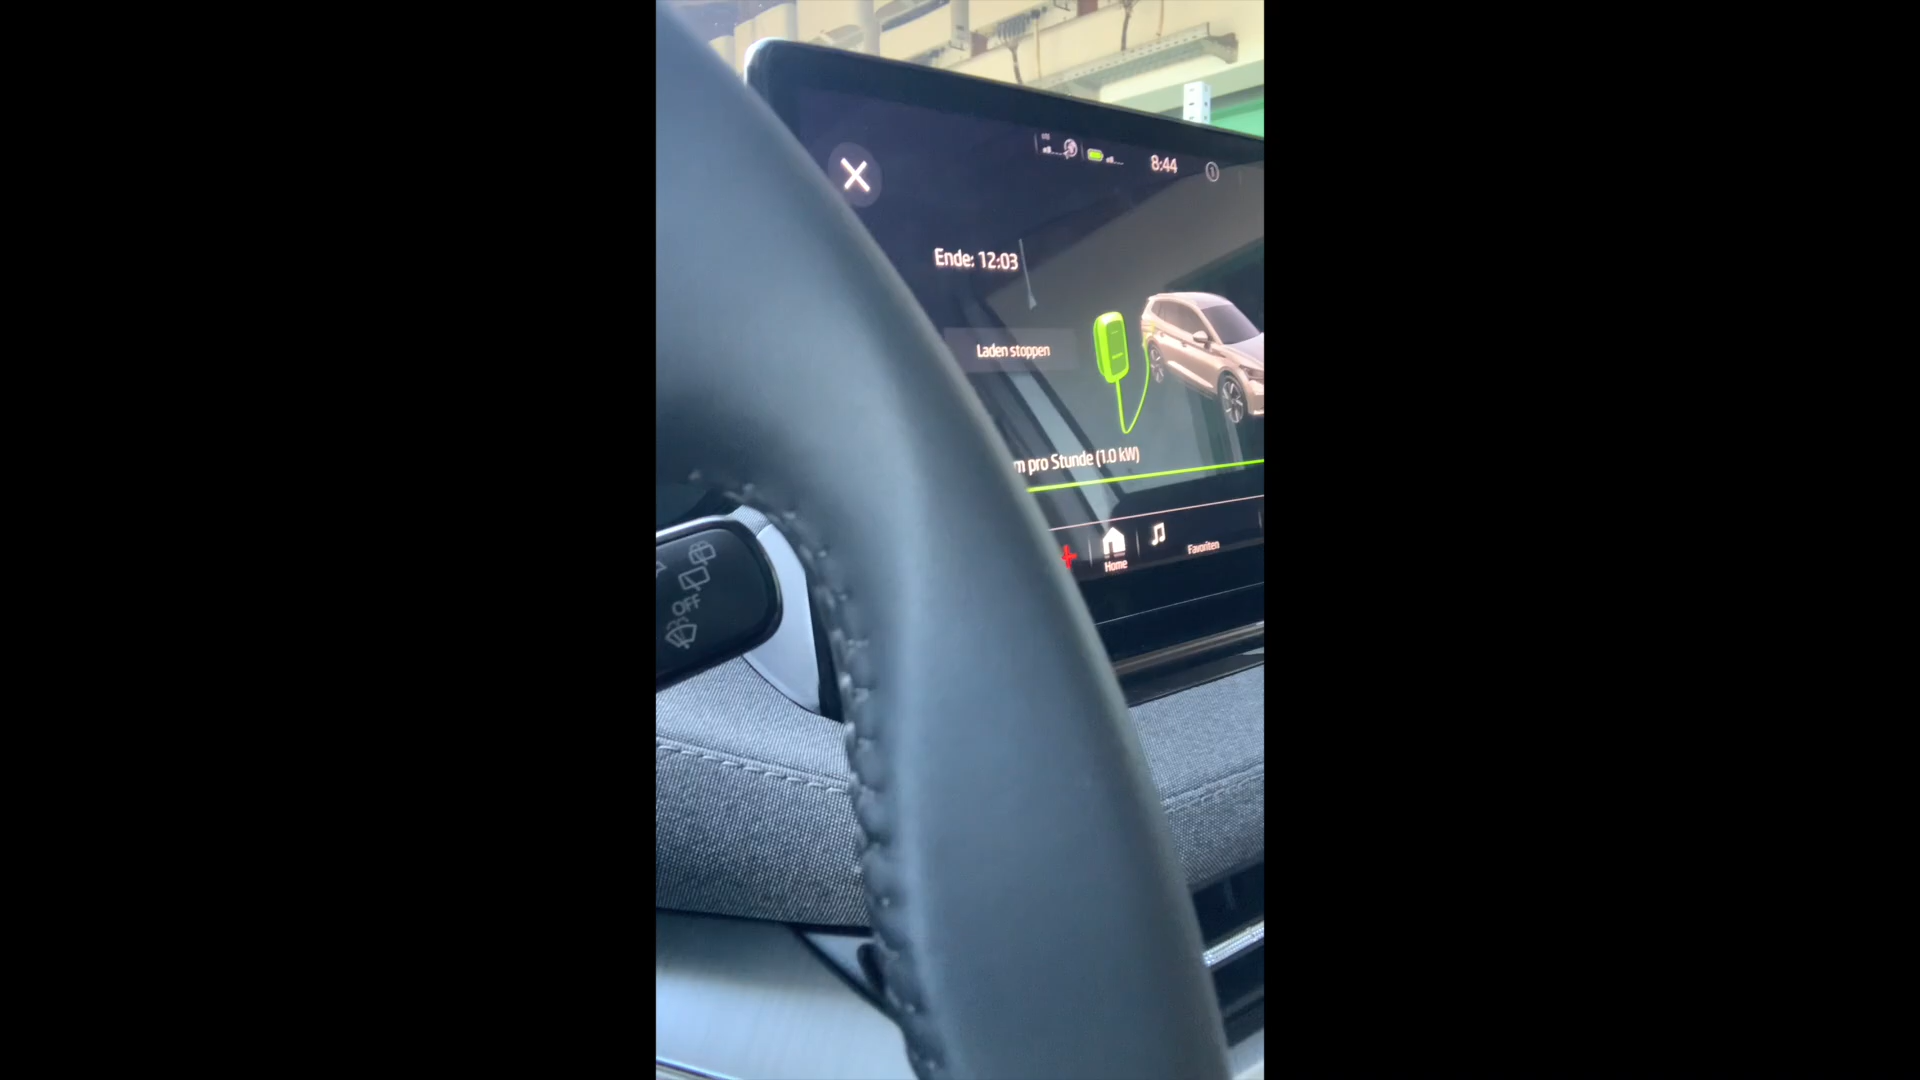 8:44
Ende: 12:03
Laden stoppen
pro Stunde (1.0 kW)
Home
Favoriten
OFF